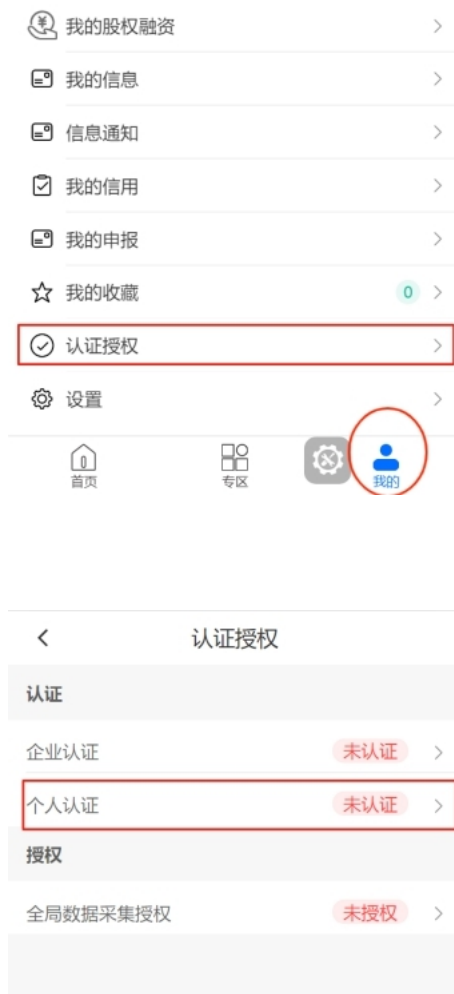 我的股权融资
我的信息
信息通知
我的信用
我的申报
我的收藏 0
认证授权
设置
首页 专区 我的
认证授权
认证
企业认证 未认证
个人认证 未认证
授权
全局数据采集授权 未授权